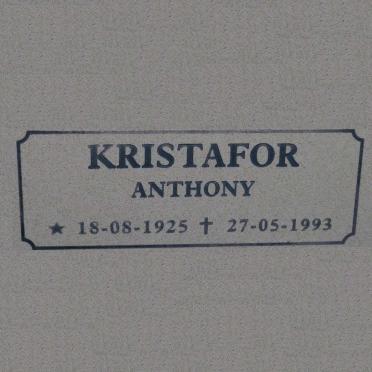 KRISTAFOR
ANTHONY
★ 18-08-1925 ✝ 27-05-1993